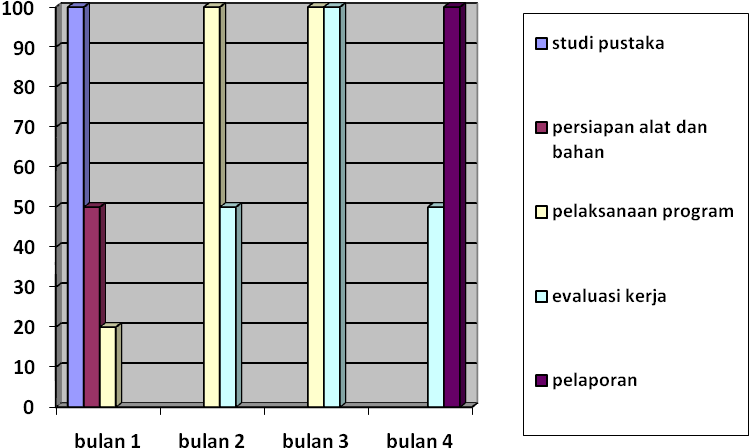 100
90
80
70
60
50
40
30
20
10
0
bulan 1 bulan 2 bulan 3 bulan 4
studi pustaka
persiapan alat dan
bahan
pelaksanaan program
evaluasi kerja
pelaporan